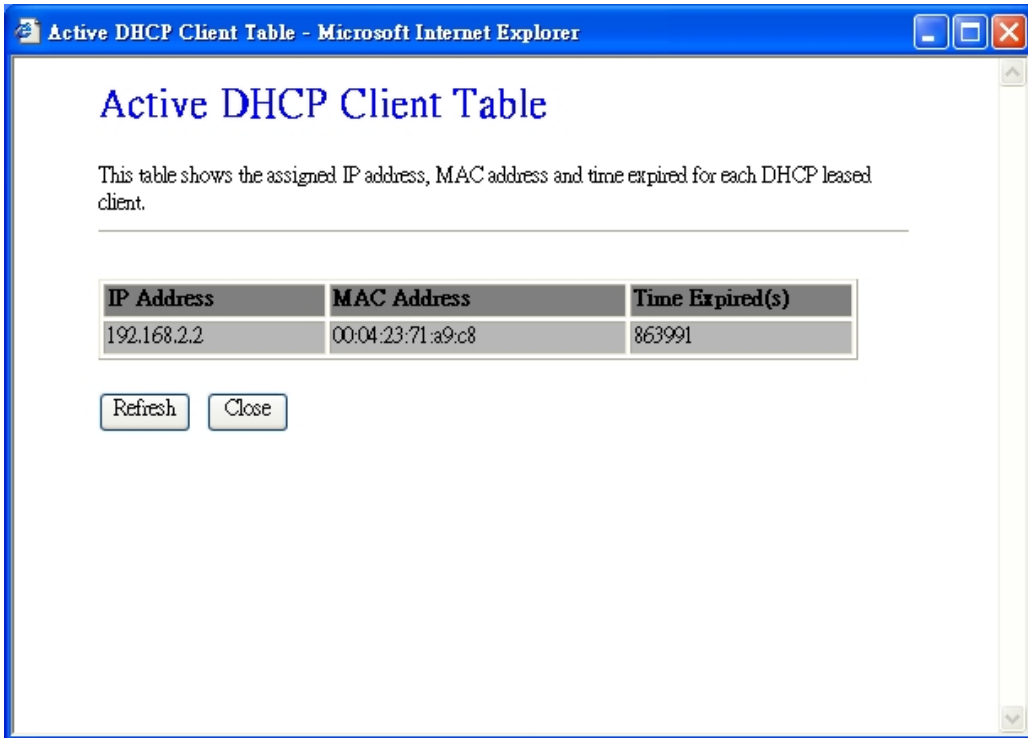 Active DHCP Client Table - Microsoft Internet Explorer
Active DHCP Client Table
This table shows the assigned IP address, MAC address and time expired for each DHCP leased
client.
IP Address MAC Address Time Expired(s)
192.168.2.2 00:04:23:71:a9:c8 863991
Refresh Close